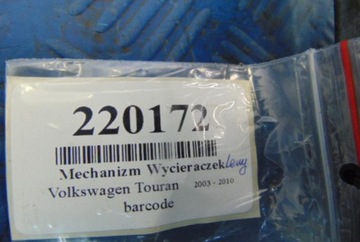 220172
Mechanizm Wycieraczek Lewy
Volkswagen Touran 2003 - 2010
barcode